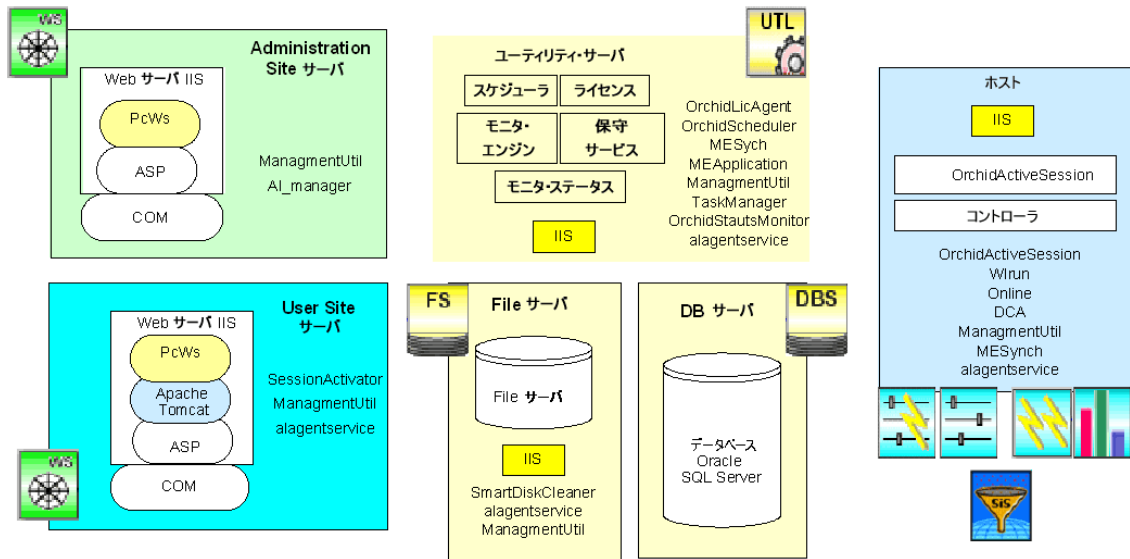 WS
Administration
Site サーバ
Web サーバ IIS
PcWs
ASP
COM
ManagmentUtil
AI_manager
UTL
ユーティリティ・サーバ
スケジューラ
ライセンス
モニタ・
エンジン
保守
サービス
モニタ・ステータス
IIS
OrchidLicAgent
OrchidScheduler
MESych
MEApplication
ManagmentUtil
TaskManager
OrchidStautsMonitor
alagentservice
ホスト
IIS
OrchidActiveSession
コントローラ
OrchidActiveSession
Wlrun
Online
DCA
ManagmentUtil
MESynch
alagentservice
SiS
User Site
サーバ
Web サーバ IIS
PcWs
Apache
Tomcat
ASP
COM
SessionActivator
ManagmentUtil
alagentservice
WS
FS
File サーバ
File サーバ
IIS
SmartDiskCleaner
alagentservice
ManagmentUtil
DBS
DB サーバ
データベース
Oracle
SQL Server